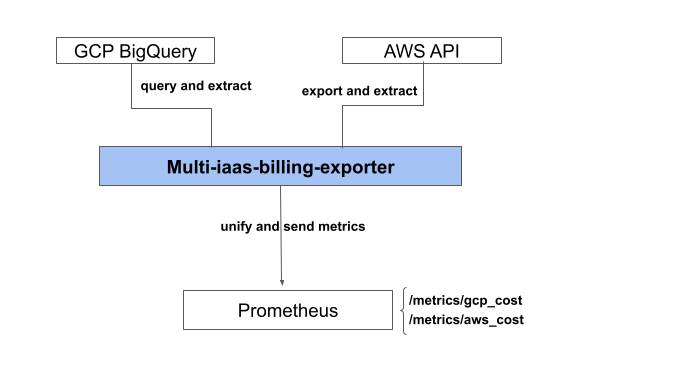 GCP BigQuery
AWS API
query and extract
export and extract
Multi-iaas-billing-exporter
unify and send metrics
Prometheus
/metrics/gcp_cost
/metrics/aws_cost